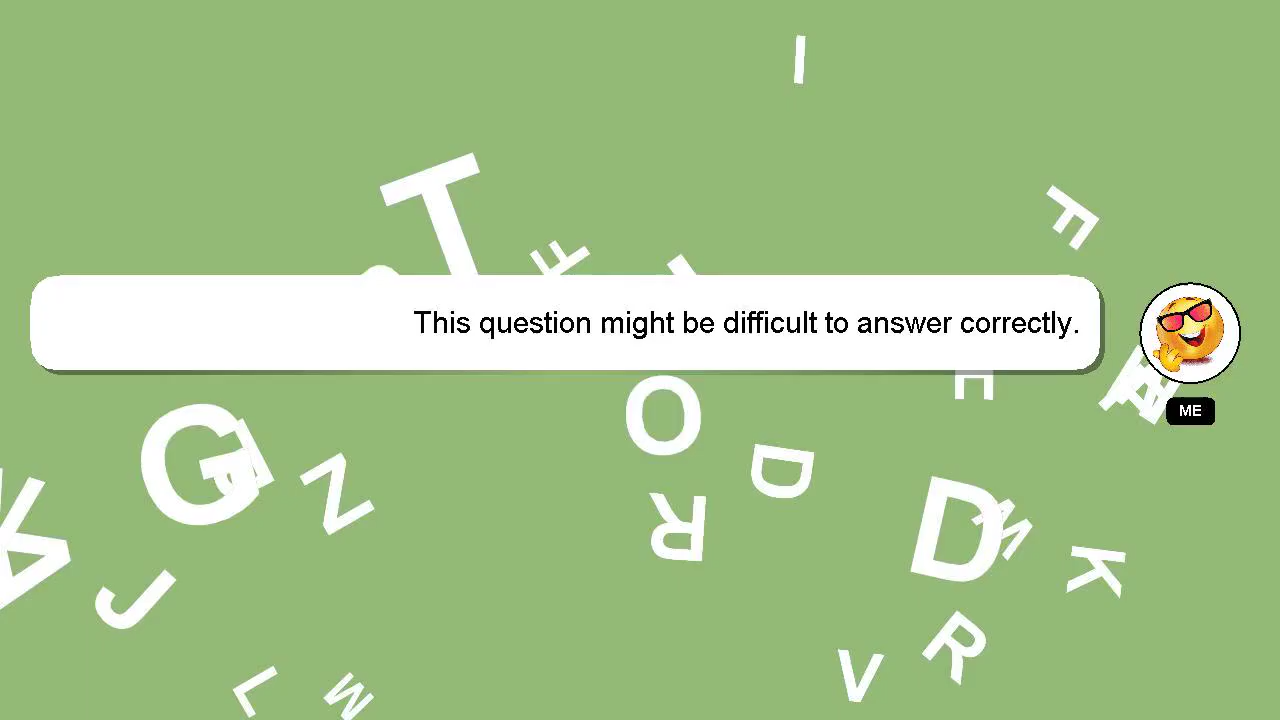 I
T
F
F
This question might be difficult to answer correctly.
ME
G
O
N
D
R
D
M
K
J
R
V
L
M